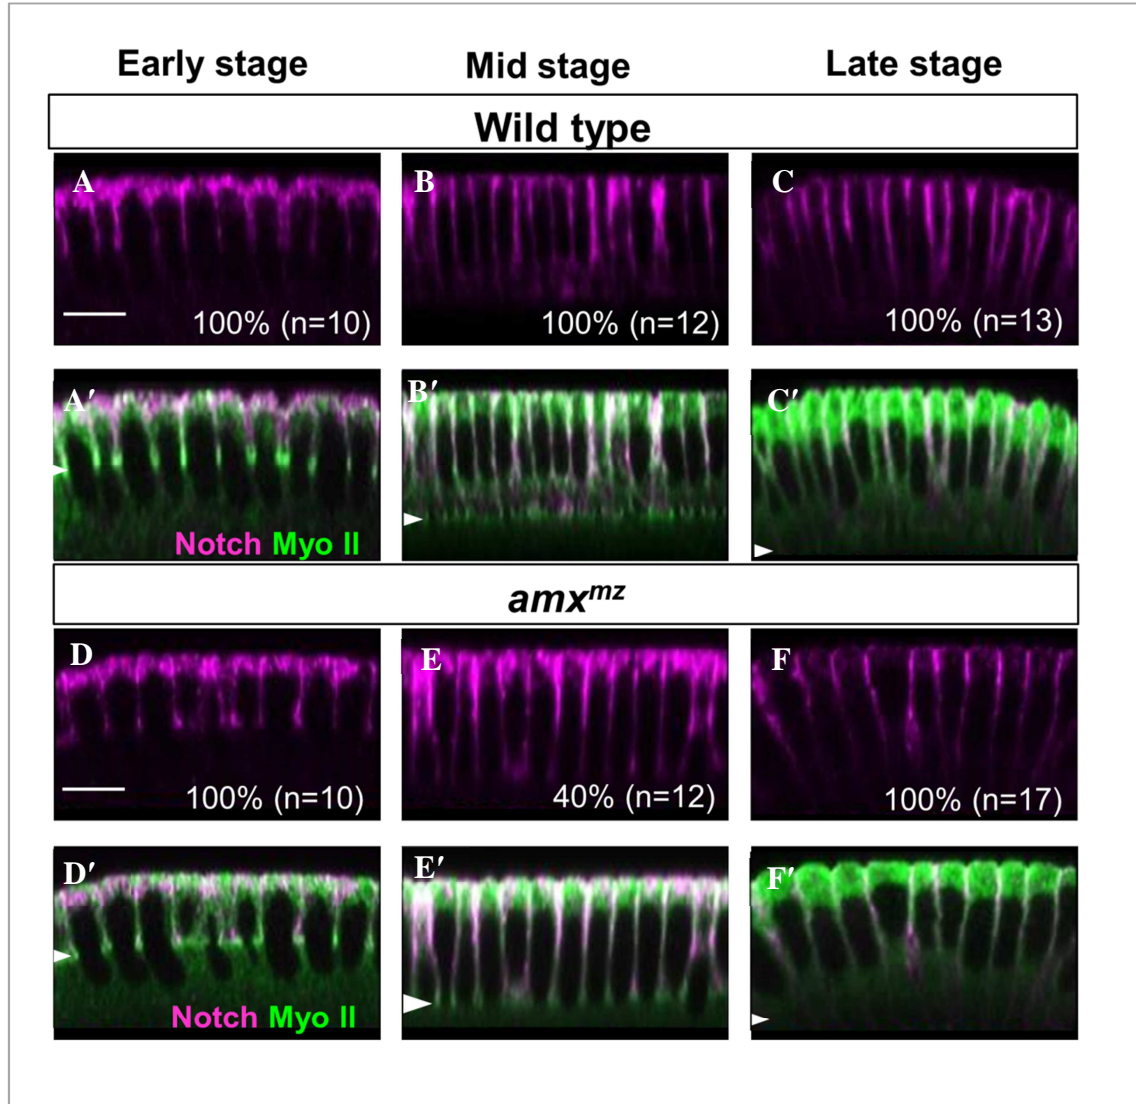 Early stage Mid stage Late stage
Wild type
A B C
100% (n=10) 100% (n=12) 100% (n=13)
A′ B′ C′
Notch Myo II
amxmz
D E F
100% (n=10) 40% (n=12) 100% (n=17)
D′ E′ F′
Notch Myo II